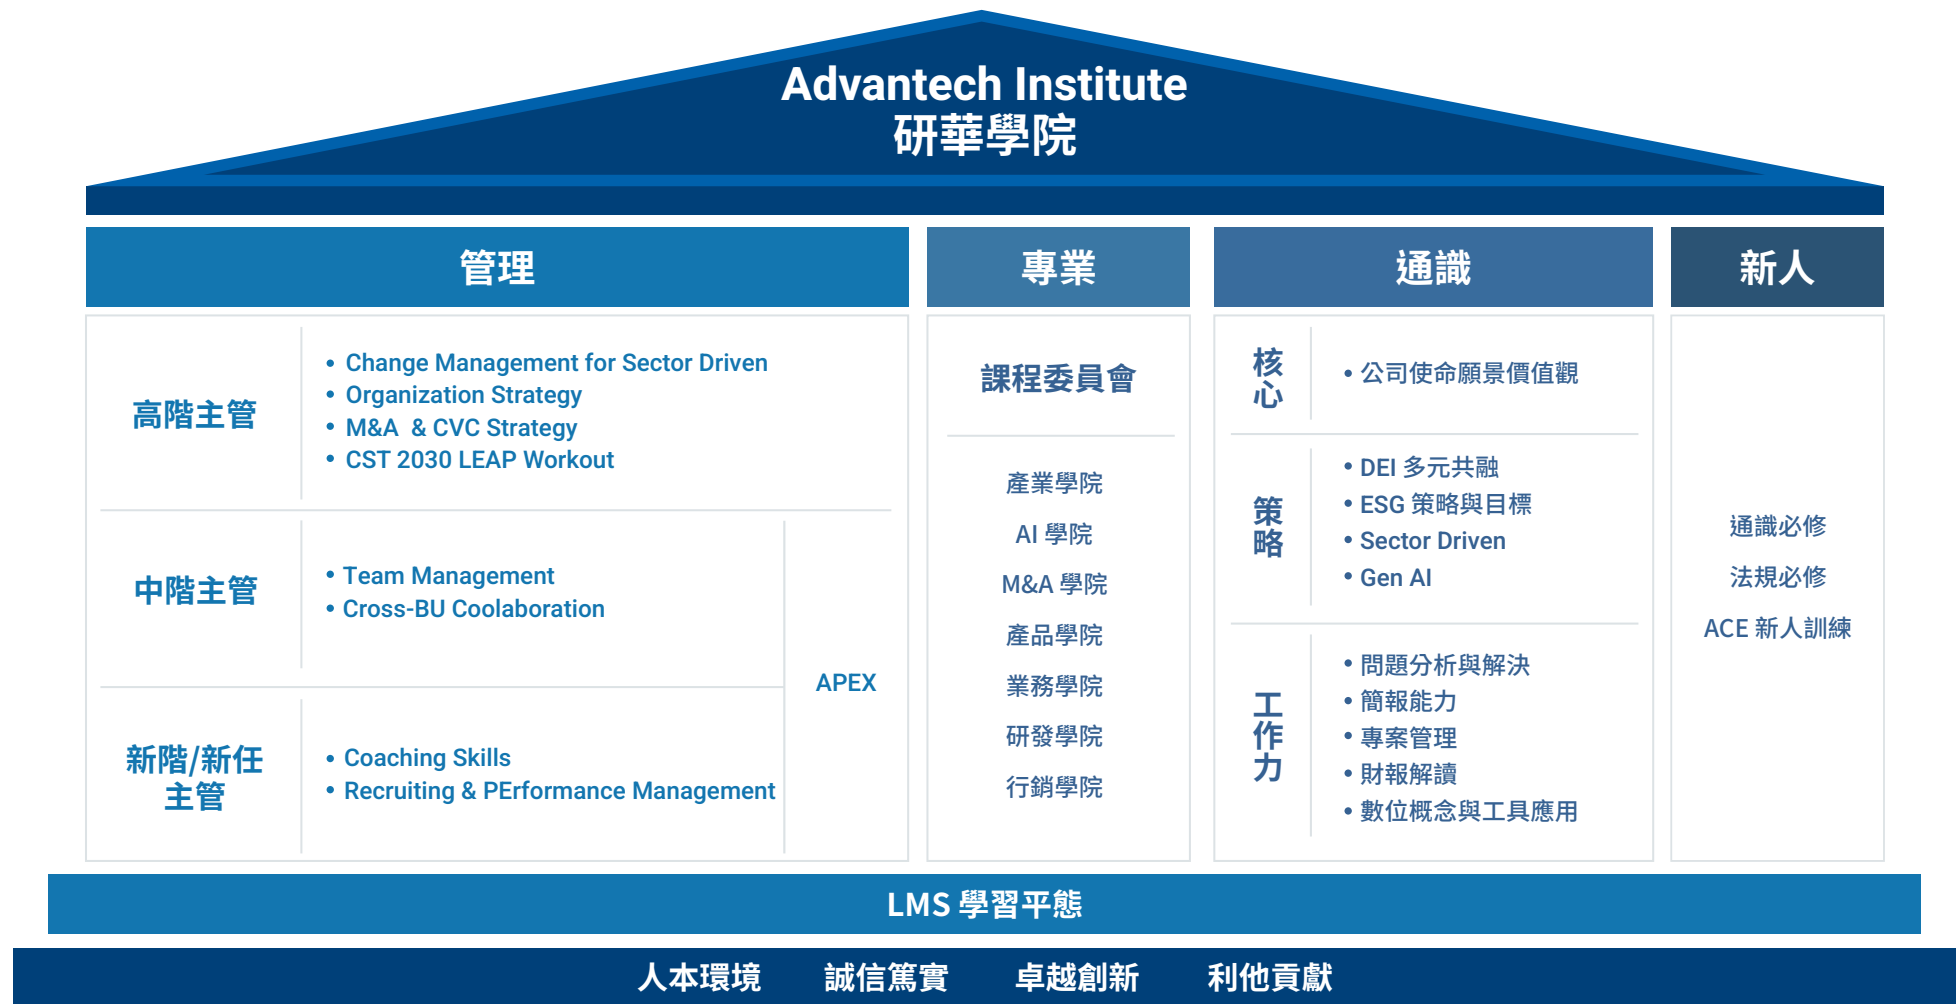 Advantech Institute
研華學院
管理
高階主管
• Change Management for Sector Driven
• Organization Strategy
• M&A & CVC Strategy
• CST 2030 LEAP Workout
中階主管
• Team Management
• Cross-BU Coolaboration
新階/新任
主管
• Coaching Skills
• Recruiting & PErformance Management
APEX
專業
課程委員會
產業學院
AI 學院
M&A 學院
產品學院
業務學院
研發學院
行銷學院
通識
核心
• 公司使命願景價值觀
策略
• DEI 多元共融
• ESG 策略與目標
• Sector Driven
• Gen AI
工作力
• 問題分析與解決
• 簡報能力
• 專案管理
• 財報解讀
• 數位概念與工具應用
新人
通識必修
法規必修
ACE 新人訓練
LMS 學習平態
人本環境 誠信篤實 卓越創新 利他貢獻